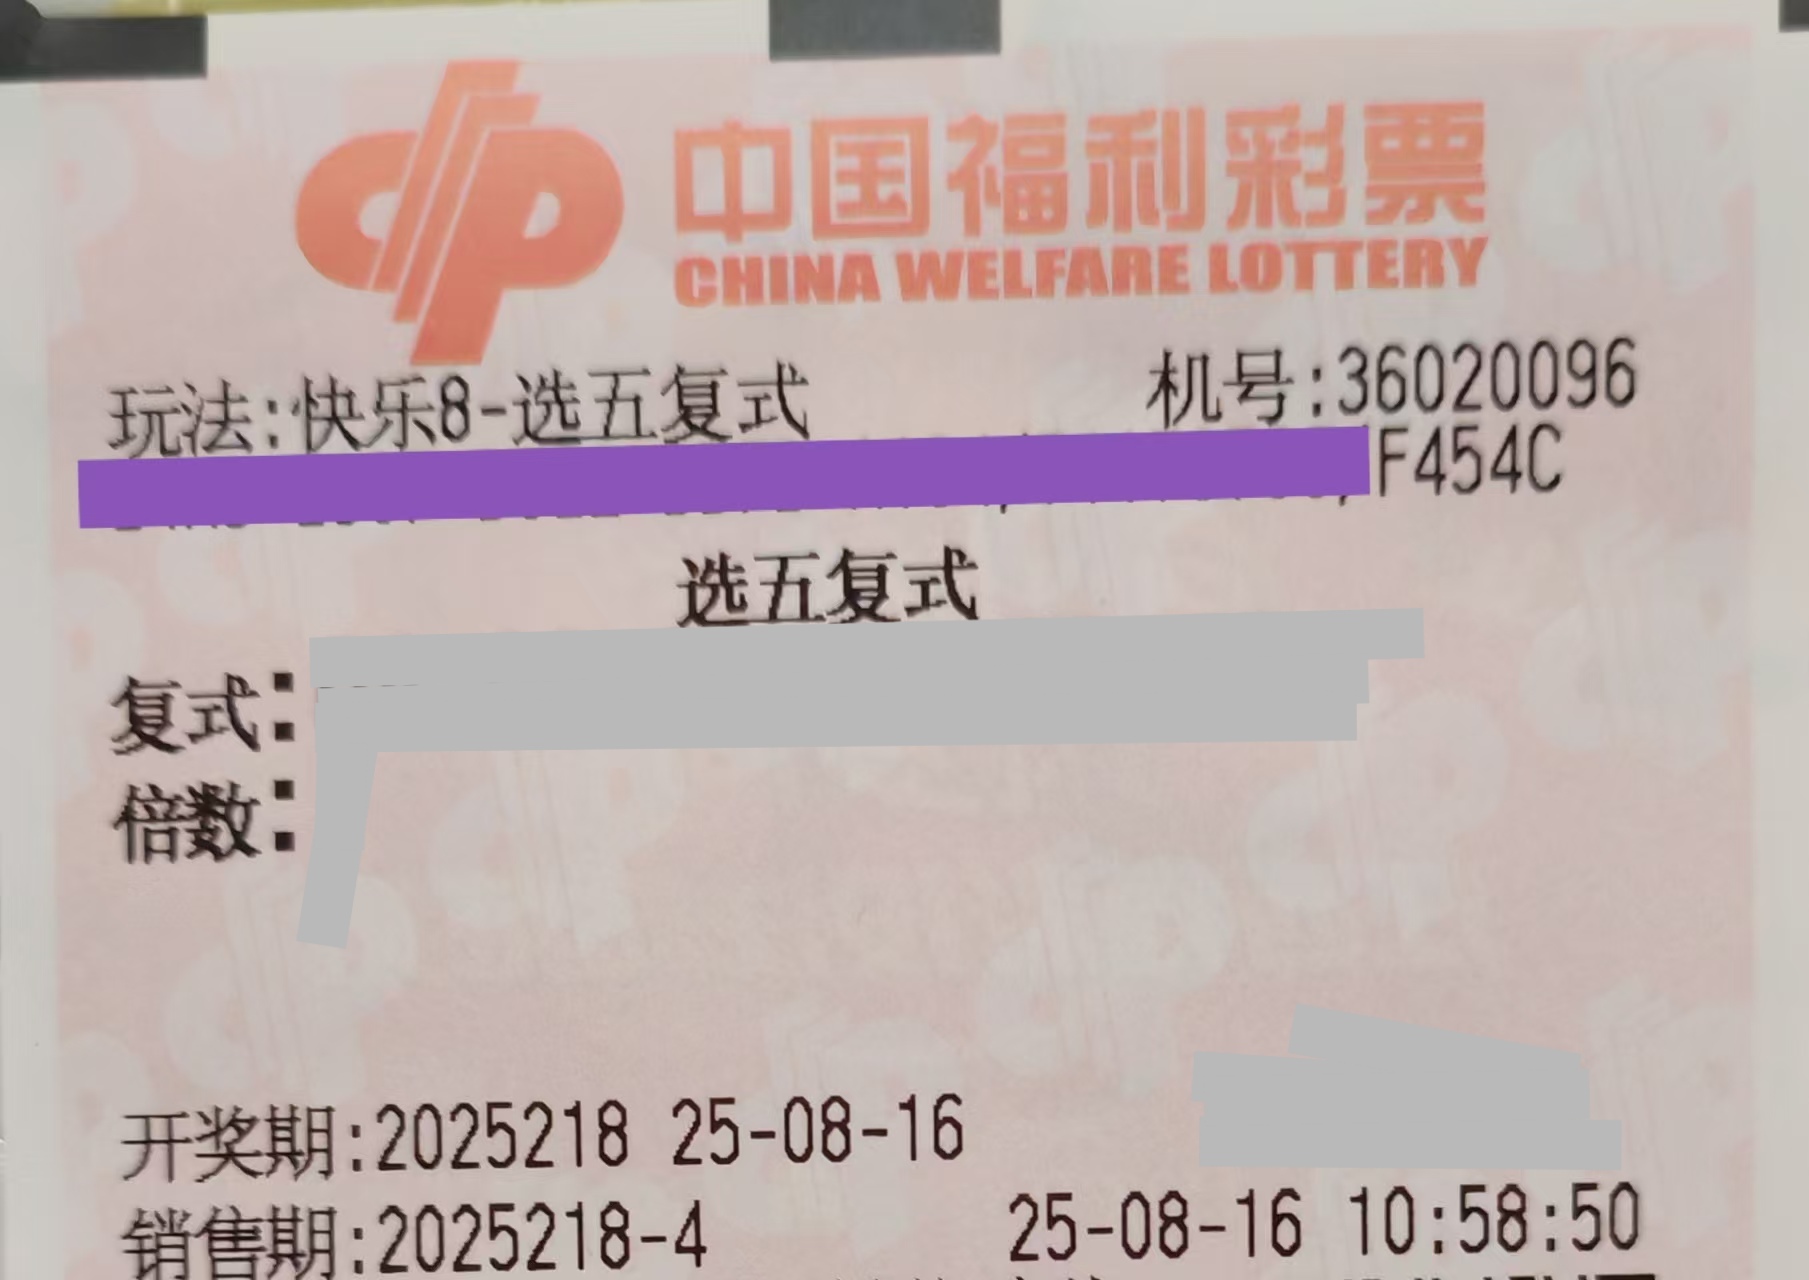 中国福利彩票
CHINA WELFARE LOTTERY
玩法:快乐8-选五复式 机号:36020096
F454C
选五复式
复式:
倍数:
开奖期:2025218 25-08-16
销售期:2025218-4 25-08-16 10:58:50